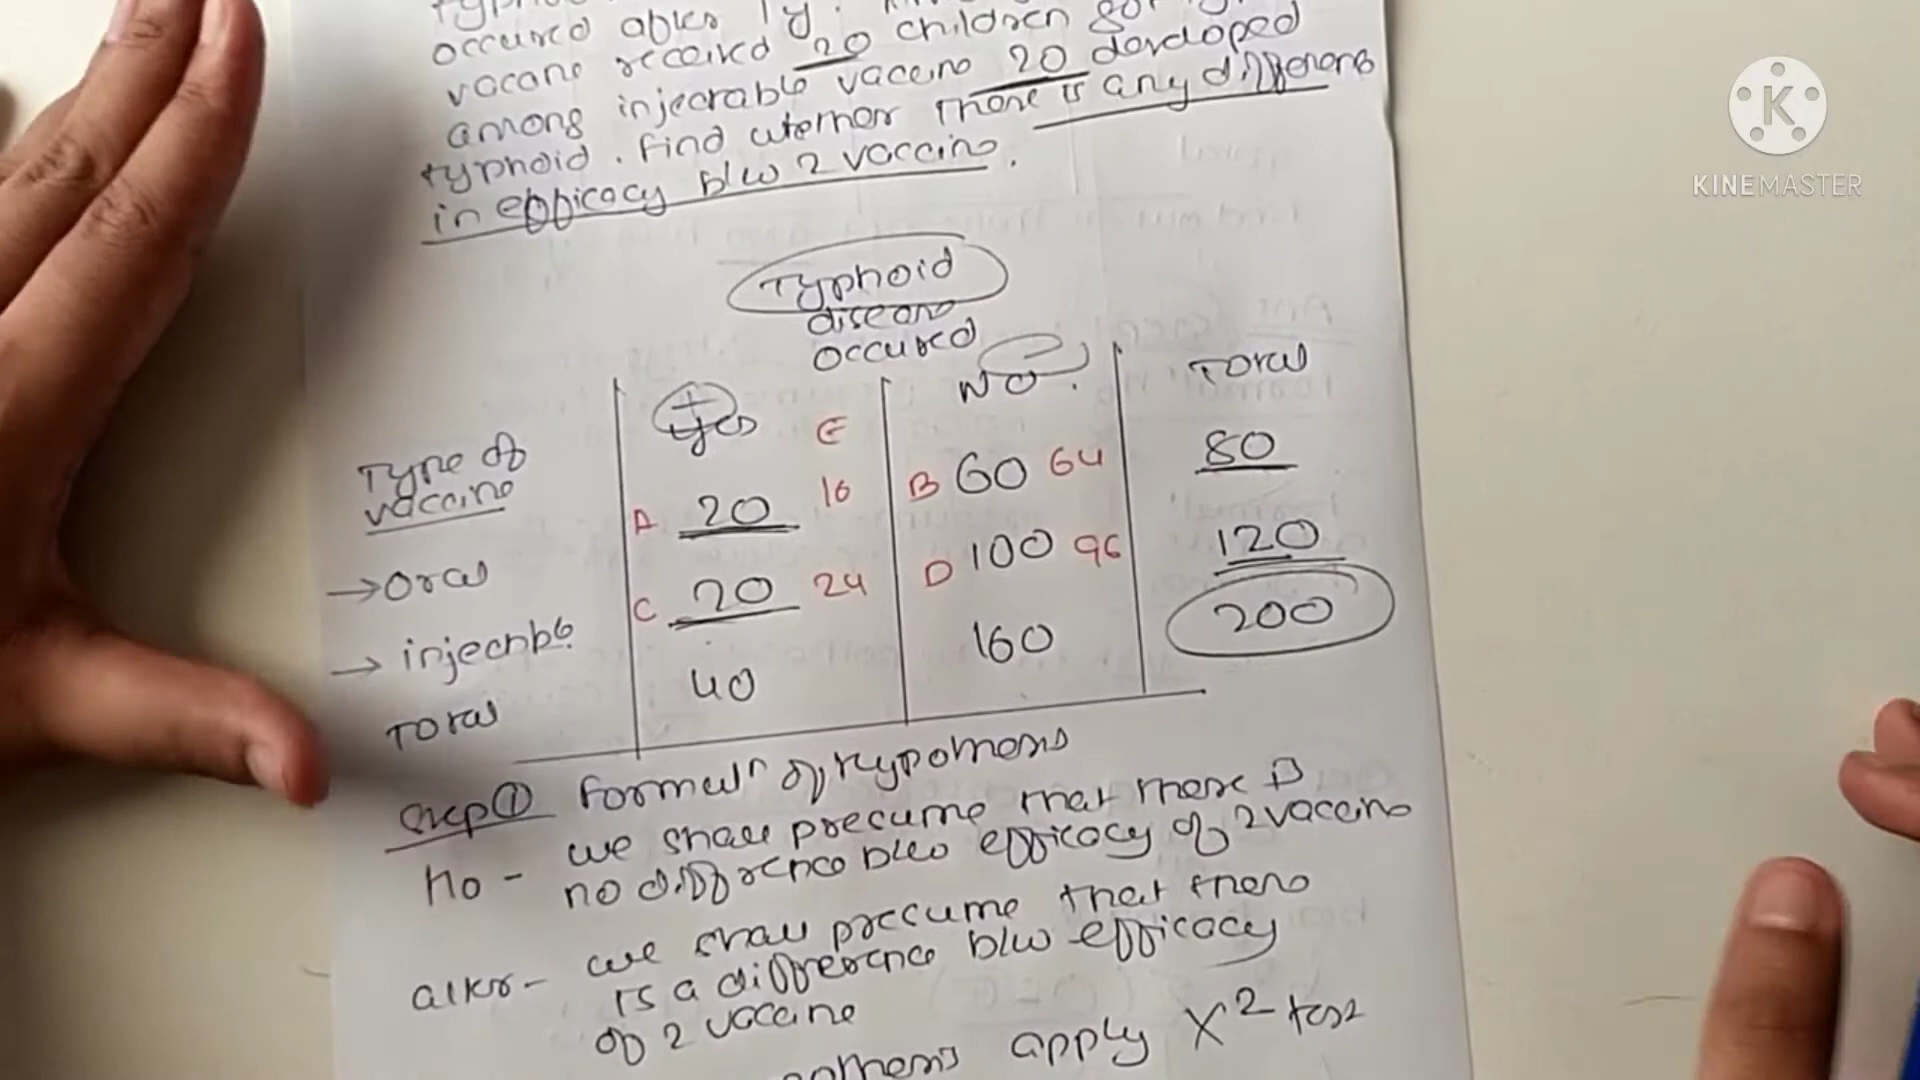 occured after 1y.
vaccine received 20 children
among injectable vaccine 20 developed
typhoid. Find whether there is any difference
in efficacy b/w 2 vaccine.
Typhoid
disease
occured
Yes E NO. Total
Type of
vaccine
A 20 16 B 60 64 80
→ Oral
C 20 24 D 100 96 120
→ injectable
Total 40 160 200
Step ① Formulⁿ of Hypothesis
Ho - we shall presume that there is
no difference b/w efficacy of 2 vaccine
alter - we shall presume that there
is a difference b/w efficacy
of 2 vaccine
apply X² test
KINEMASTER